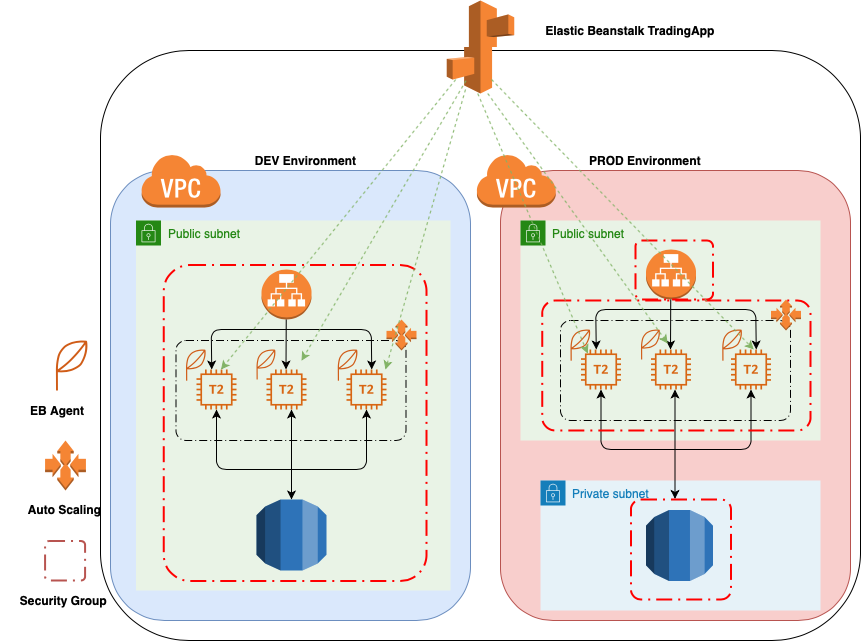 Elastic Beanstalk TradingApp
DEV Environment
PROD Environment
VPC
VPC
Public subnet
Public subnet
T2
T2
T2
T2
T2
T2
EB Agent
Private subnet
Auto Scaling
Security Group